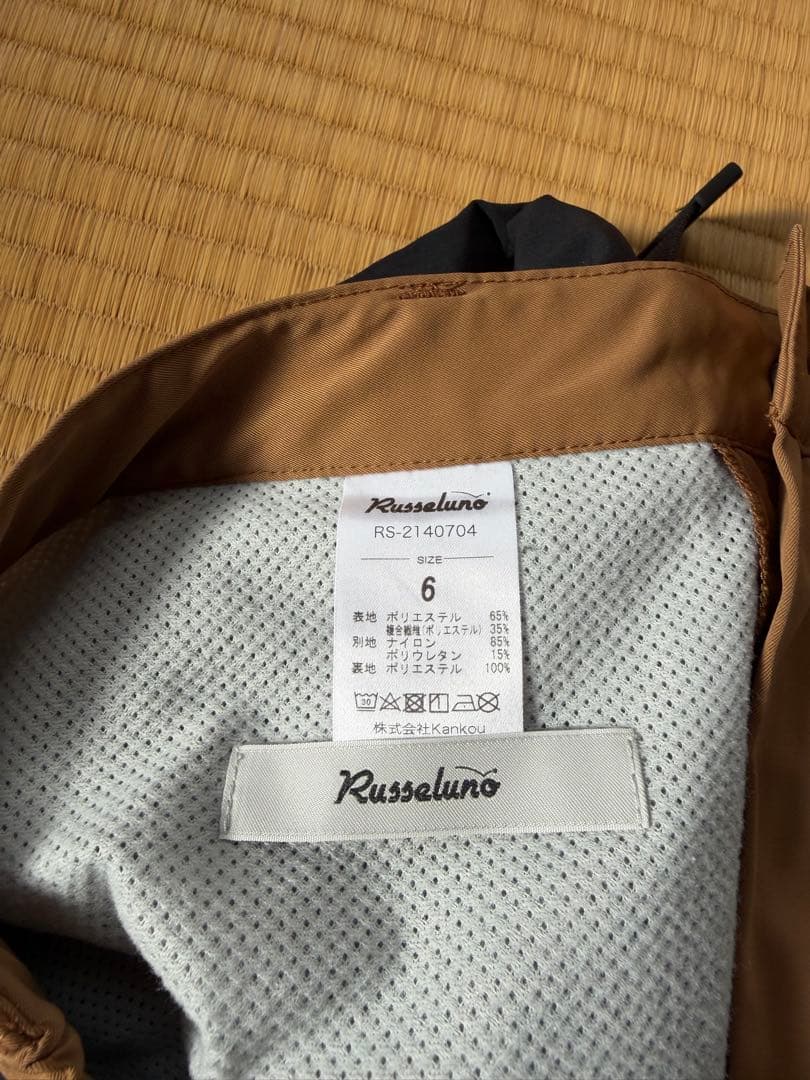 Russeluno
RS-2140704
SIZE
6
表地 ポリエステル 65%
複合繊維(ポリエステル) 35%
別地 ナイロン 85%
ポリウレタン 15%
裏地 ポリエステル 100%
30
株式会社Kankou
Russeluno